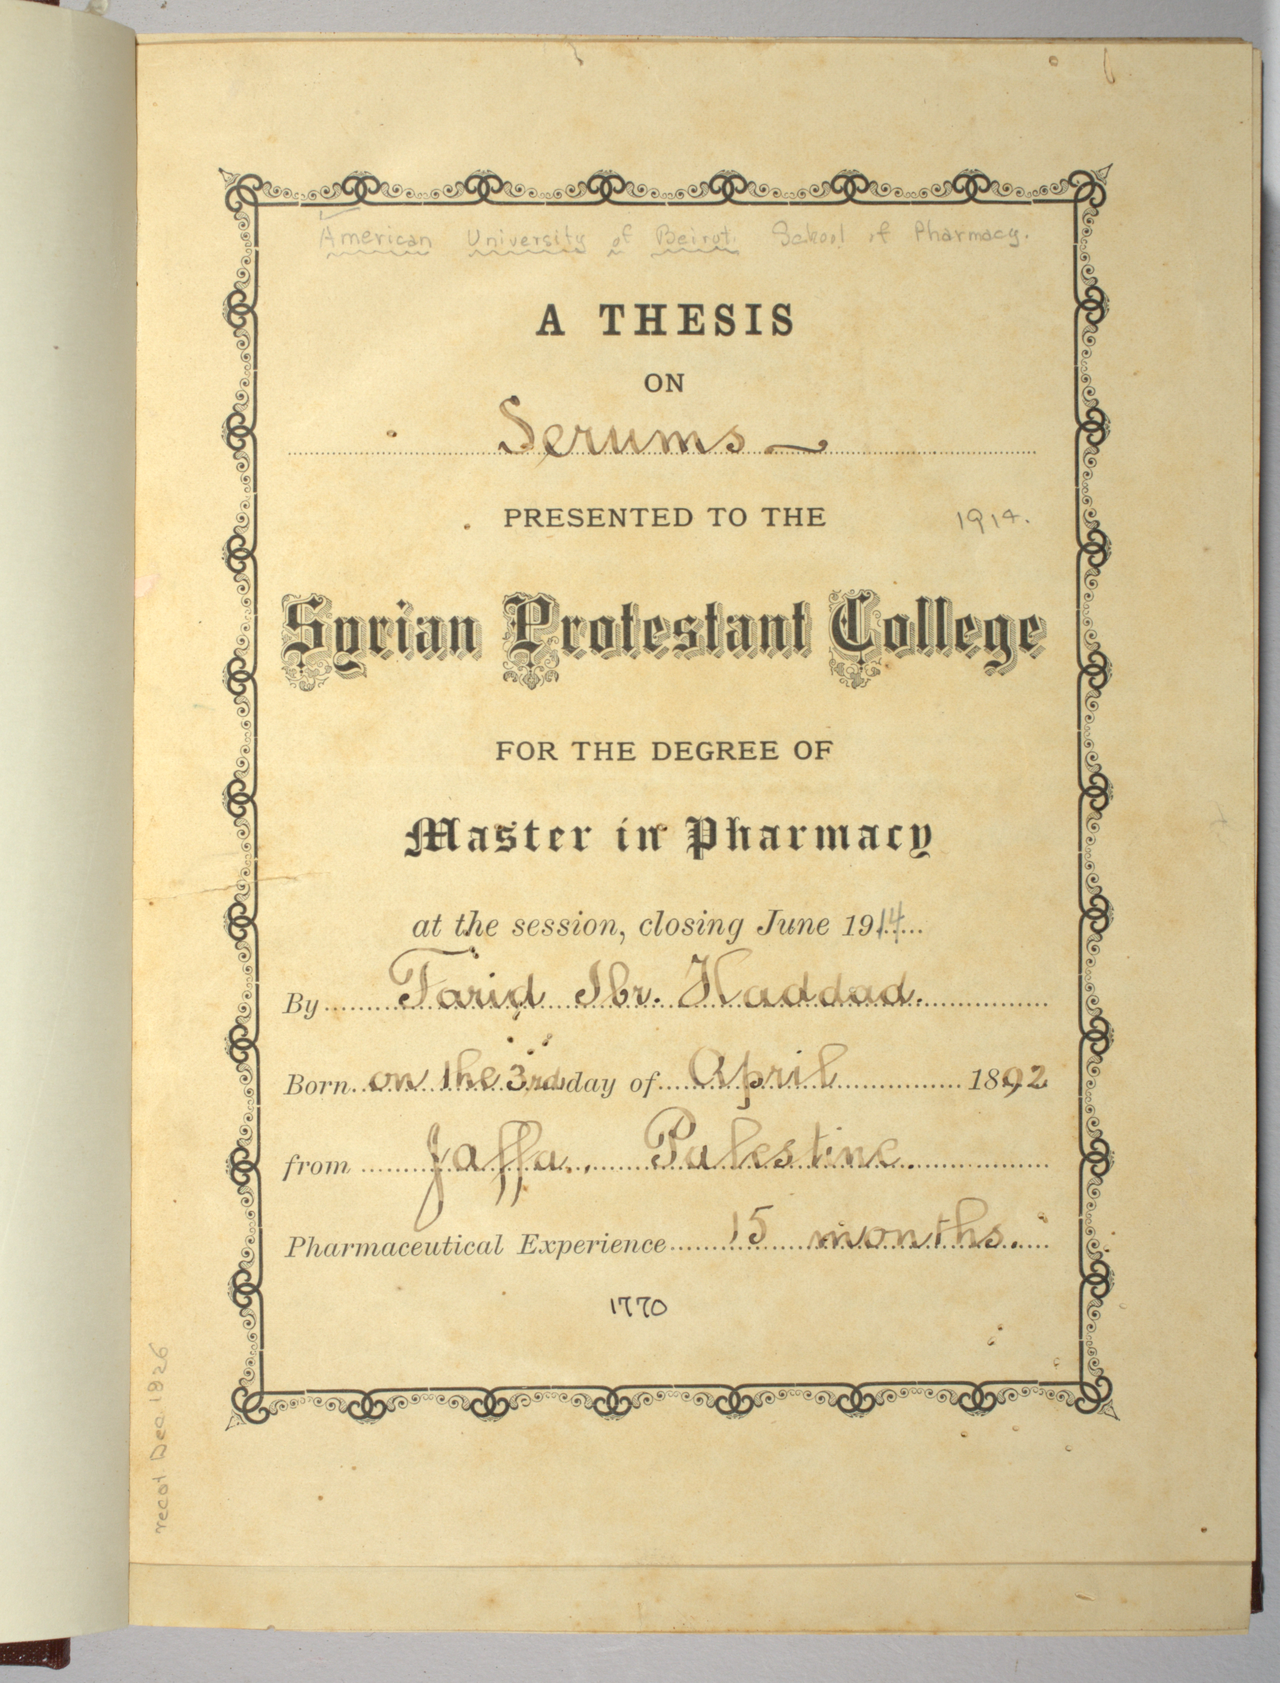 American University of Beirut. School of Pharmacy.
A THESIS
ON
Serums
PRESENTED TO THE
1914.
Syrian Protestant College
FOR THE DEGREE OF
Master in Pharmacy
at the session, closing June 1914
By Farid Ibr. Haddad.
Born on the 3rd day of April 1892
from Jaffa. Palestine.
Pharmaceutical Experience 15 months.
1770
recat Dec. 1926